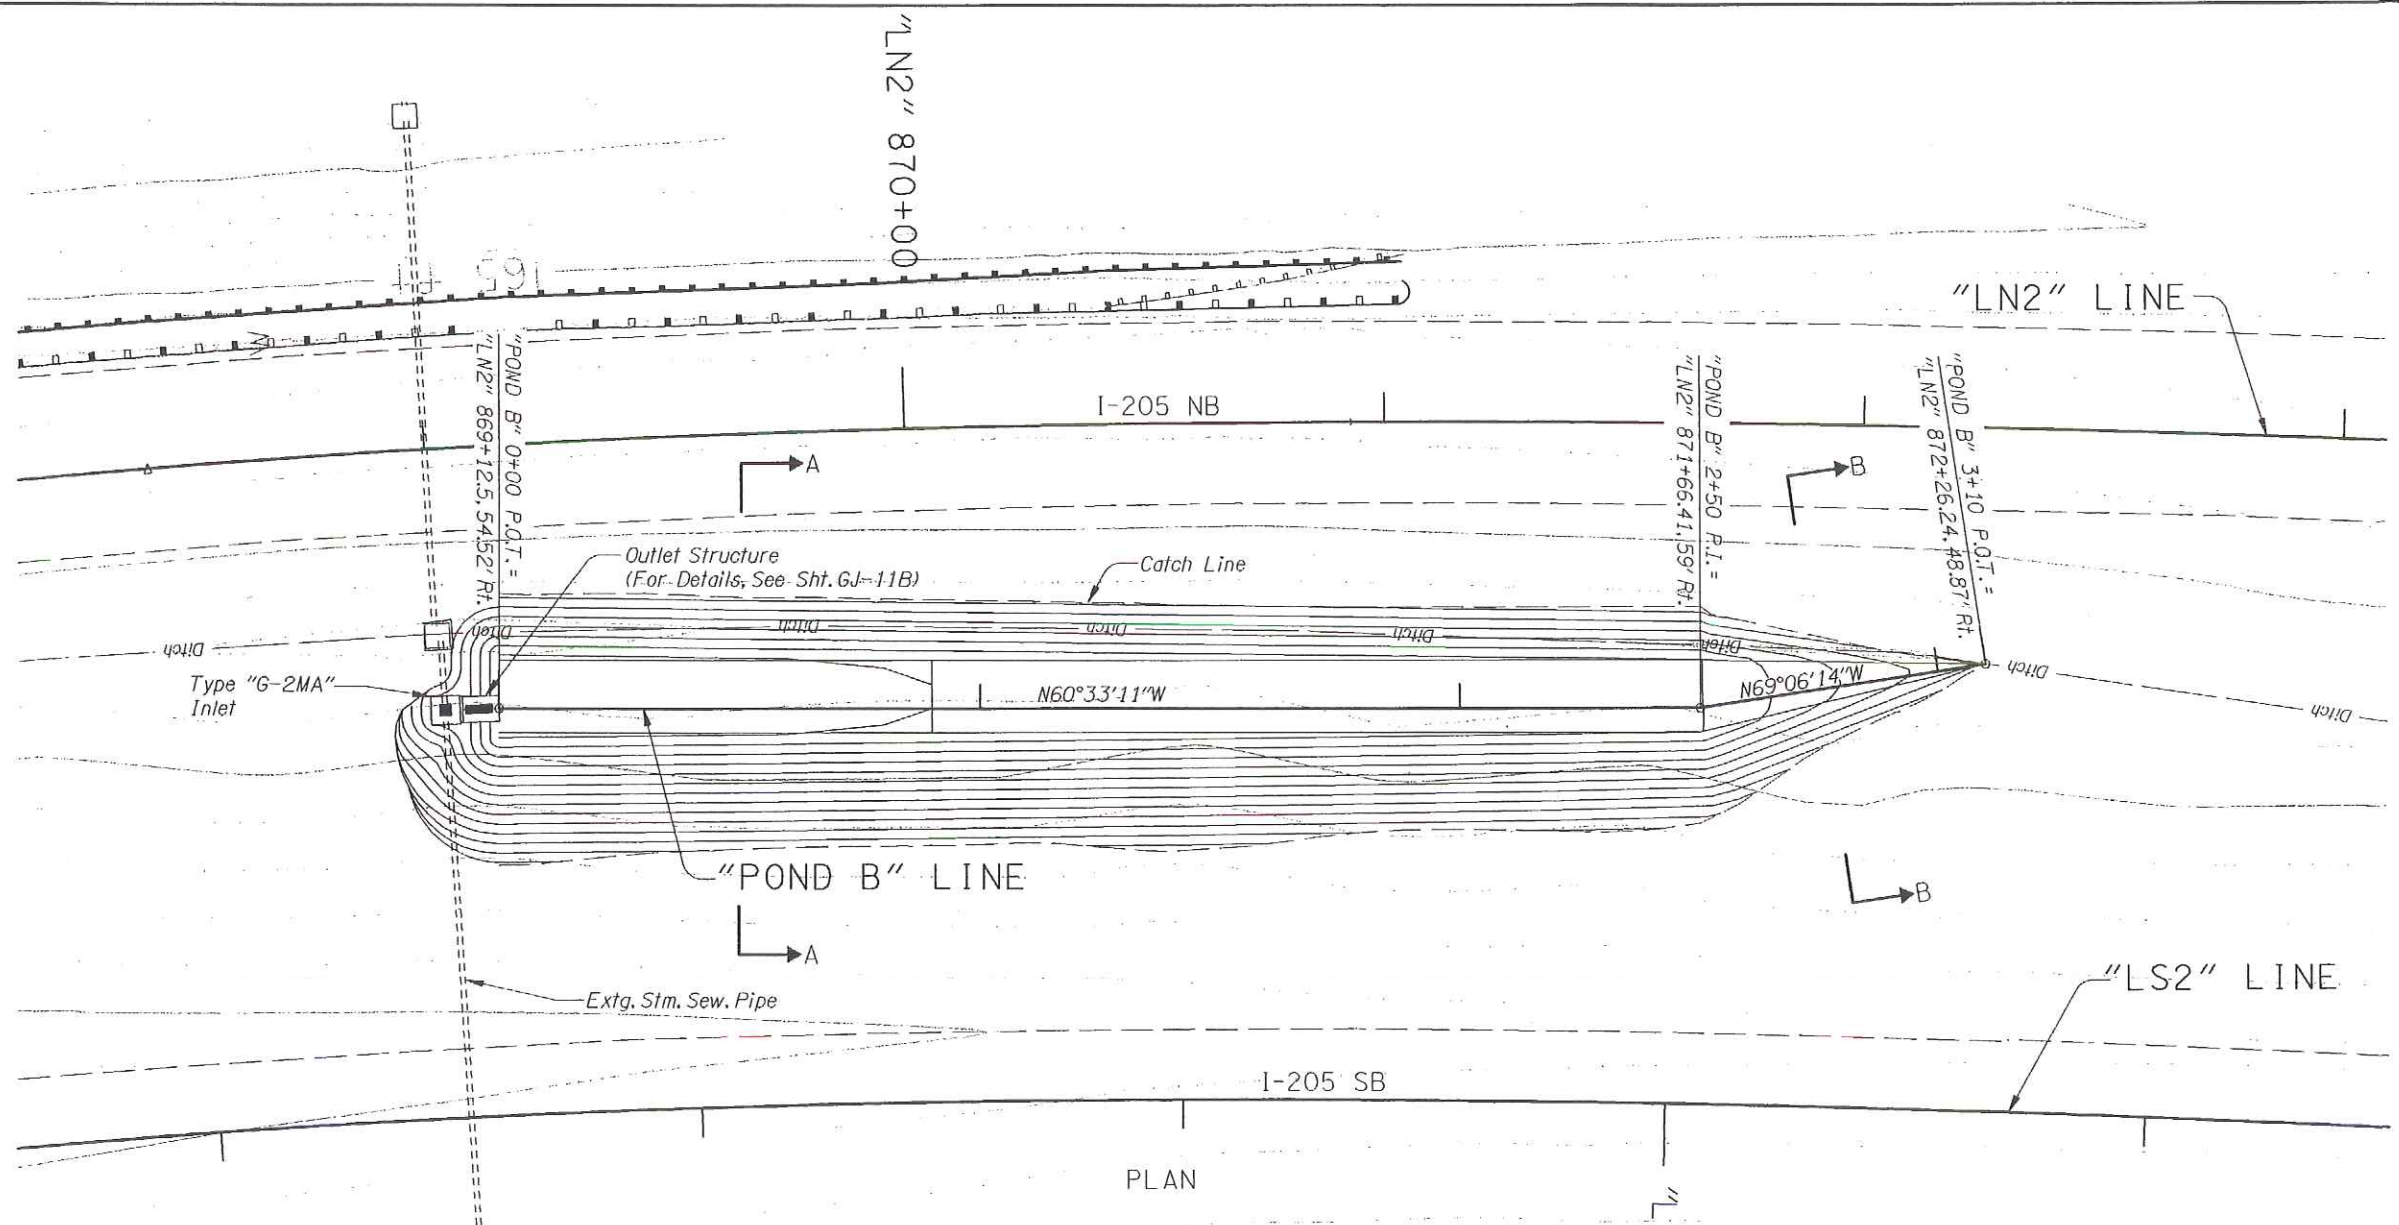 "LN2" 870+00
165 Ft
"LN2" LINE
"POND B" 0+00 P.O.T. =
"LN2" 869+12.5, 54.52' Rt.
I-205 NB
"POND B" 2+50 P.I. =
"LN2" 871+66.41, 59' Rt.
"POND B" 3+10 P.O.T. =
"LN2" 872+26.24, 48.87' Rt.
A
B
Outlet Structure
(For Details, See Sht. GJ-11B)
Catch Line
Ditch
Ditch
Ditch
Ditch
Ditch
Ditch
Ditch
Ditch
Type "G-2MA"
Inlet
N60°33'11"W
N69°06'14"W
"POND B" LINE
B
A
Extg. Stm. Sew. Pipe
"LS2" LINE
I-205 SB
PLAN